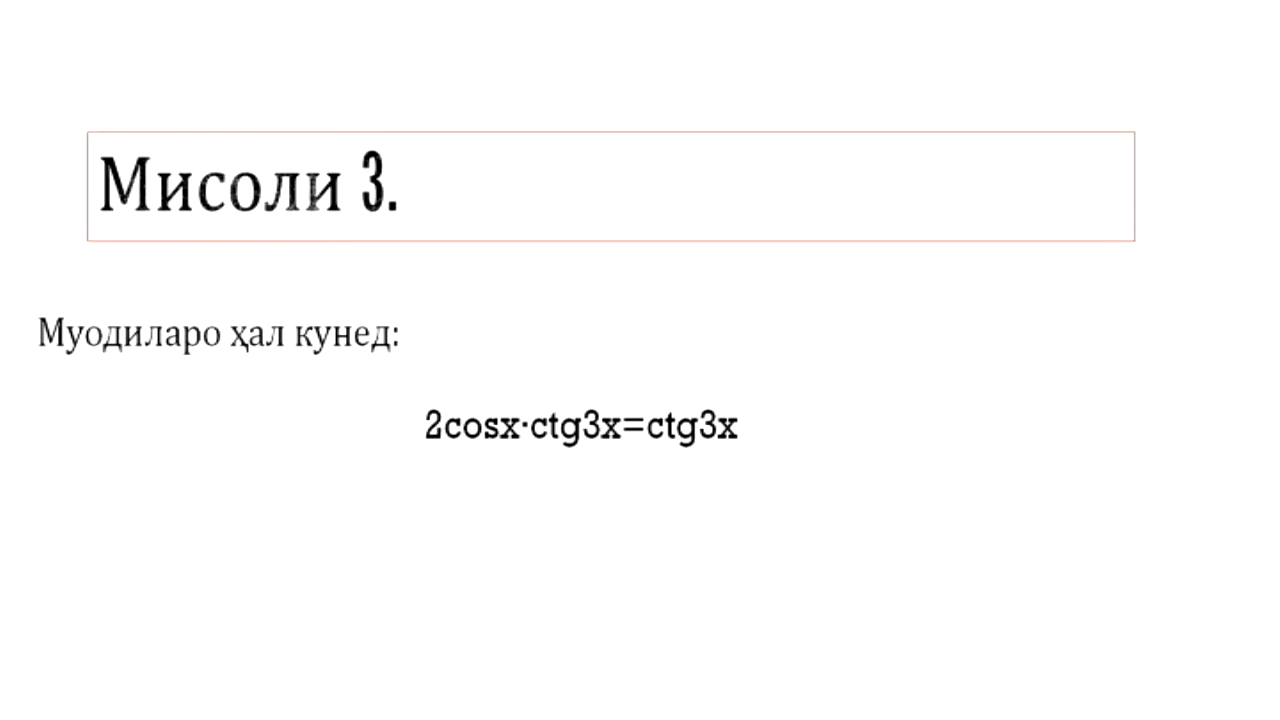 Мисоли 3.
Муодиларо ҳал кунед:
2cosx·ctg3x=ctg3x